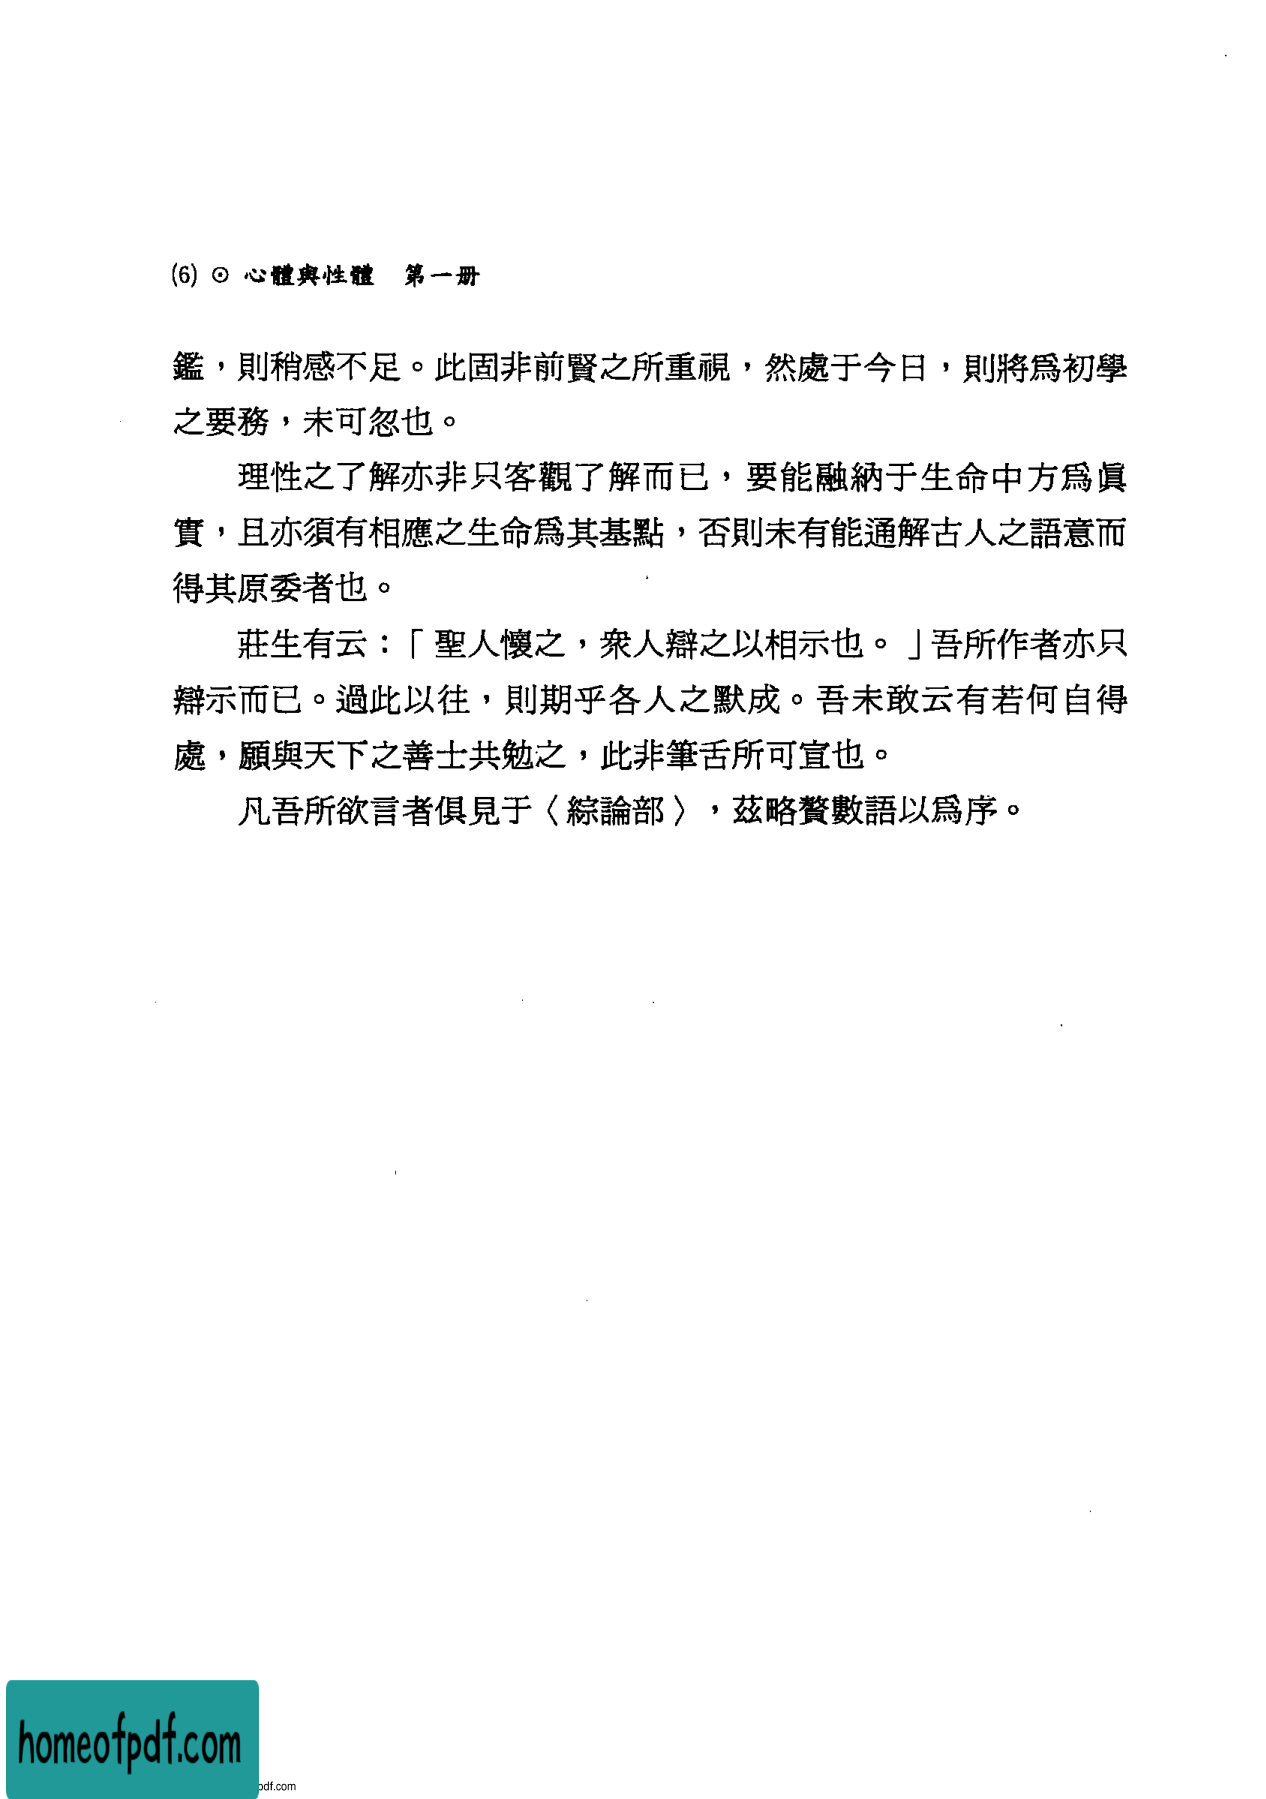 (6) ⊙ 心體與性體　第一册
鑑，則稍感不足。此固非前賢之所重視，然處于今日，則將爲初學
之要務，未可忽也。
理性之了解亦非只客觀了解而已，要能融納于生命中方爲眞
實，且亦須有相應之生命爲其基點，否則未有能通解古人之語意而
得其原委者也。
莊生有云：「聖人懷之，衆人辯之以相示也。」吾所作者亦只
辯示而已。過此以往，則期乎各人之默成。吾未敢云有若何自得
處，願與天下之善士共勉之，此非筆舌所可宣也。
凡吾所欲言者俱見于〈綜論部〉，茲略贅數語以爲序。
homeofpdf.com
pdf.com